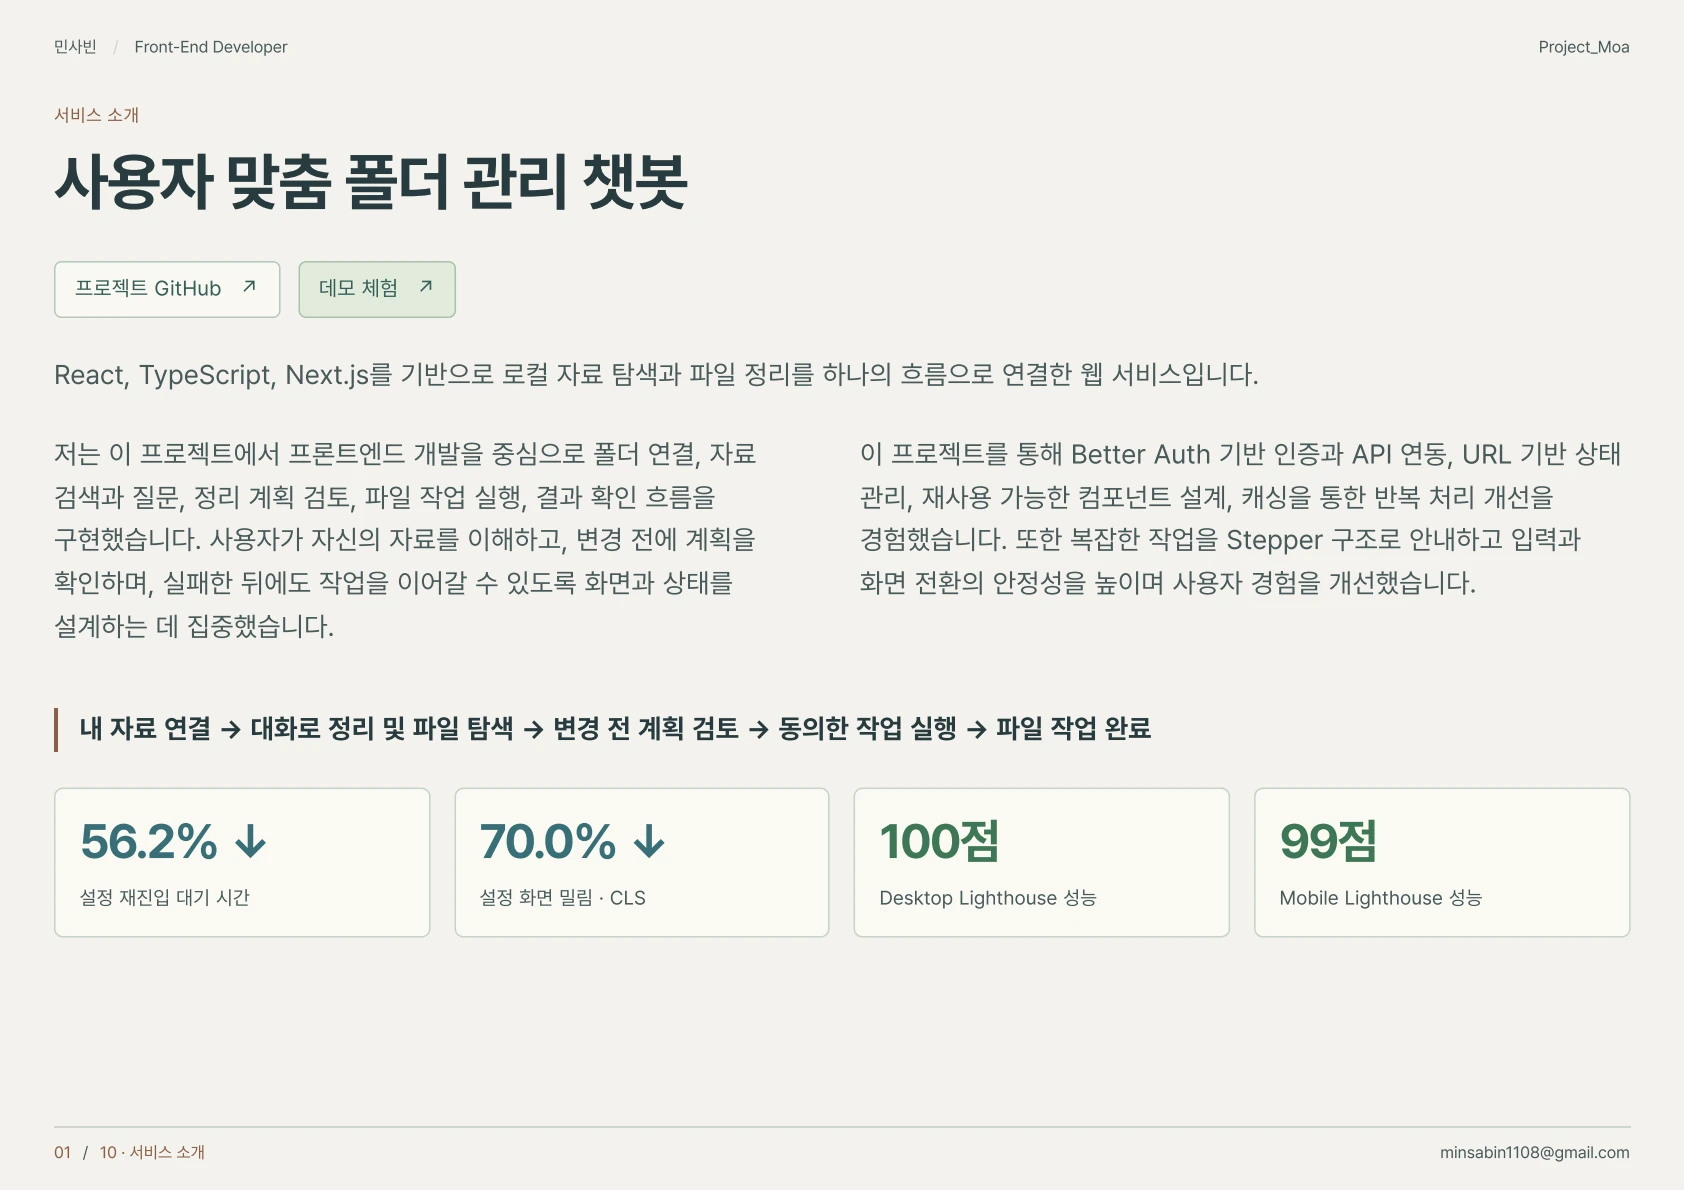 민사빈 / Front-End Developer
Project_Moa
서비스 소개
사용자 맞춤 폴더 관리 챗봇
프로젝트 GitHub ↗
데모 체험 ↗
React, TypeScript, Next.js를 기반으로 로컬 자료 탐색과 파일 정리를 하나의 흐름으로 연결한 웹 서비스입니다.
저는 이 프로젝트에서 프론트엔드 개발을 중심으로 폴더 연결, 자료
검색과 질문, 정리 계획 검토, 파일 작업 실행, 결과 확인 흐름을
구현했습니다. 사용자가 자신의 자료를 이해하고, 변경 전에 계획을
확인하며, 실패한 뒤에도 작업을 이어갈 수 있도록 화면과 상태를
설계하는 데 집중했습니다.
이 프로젝트를 통해 Better Auth 기반 인증과 API 연동, URL 기반 상태
관리, 재사용 가능한 컴포넌트 설계, 캐싱을 통한 반복 처리 개선을
경험했습니다. 또한 복잡한 작업을 Stepper 구조로 안내하고 입력과
화면 전환의 안정성을 높이며 사용자 경험을 개선했습니다.
내 자료 연결 → 대화로 정리 및 파일 탐색 → 변경 전 계획 검토 → 동의한 작업 실행 → 파일 작업 완료
56.2% ↓
설정 재진입 대기 시간
70.0% ↓
설정 화면 밀림 · CLS
100점
Desktop Lighthouse 성능
99점
Mobile Lighthouse 성능
01 / 10 · 서비스 소개
minsabin1108@gmail.com